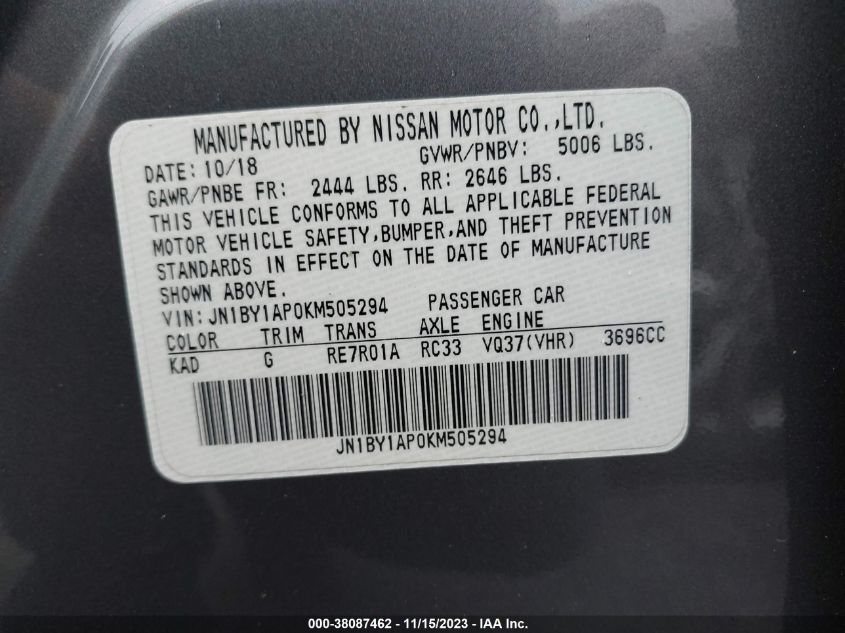 MANUFACTURED BY NISSAN MOTOR CO.,LTD.
DATE: 10/18 GVWR/PNBV: 5006 LBS.
GAWR/PNBE FR: 2444 LBS. RR: 2646 LBS.
THIS VEHICLE CONFORMS TO ALL APPLICABLE FEDERAL
MOTOR VEHICLE SAFETY,BUMPER,AND THEFT PREVENTION
STANDARDS IN EFFECT ON THE DATE OF MANUFACTURE
SHOWN ABOVE.
VIN: JN1BY1AP0KM505294 PASSENGER CAR
COLOR TRIM TRANS AXLE ENGINE
KAD G RE7R01A RC33 VQ37(VHR) 3696CC
JN1BY1AP0KM505294
000-38087462 - 11/15/2023 - IAA Inc.